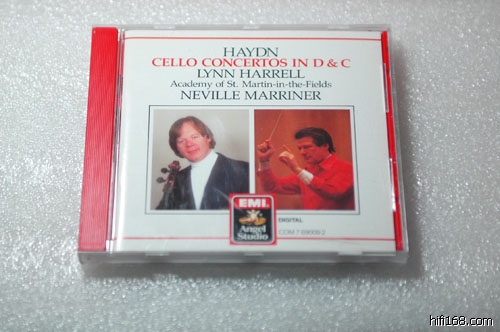 HAYDN
CELLO CONCERTOS IN D & C
LYNN HARRELL
Academy of St. Martin-in-the-Fields
NEVILLE MARRINER
EMI
Angel
Studio
DIGITAL
hifi168.com